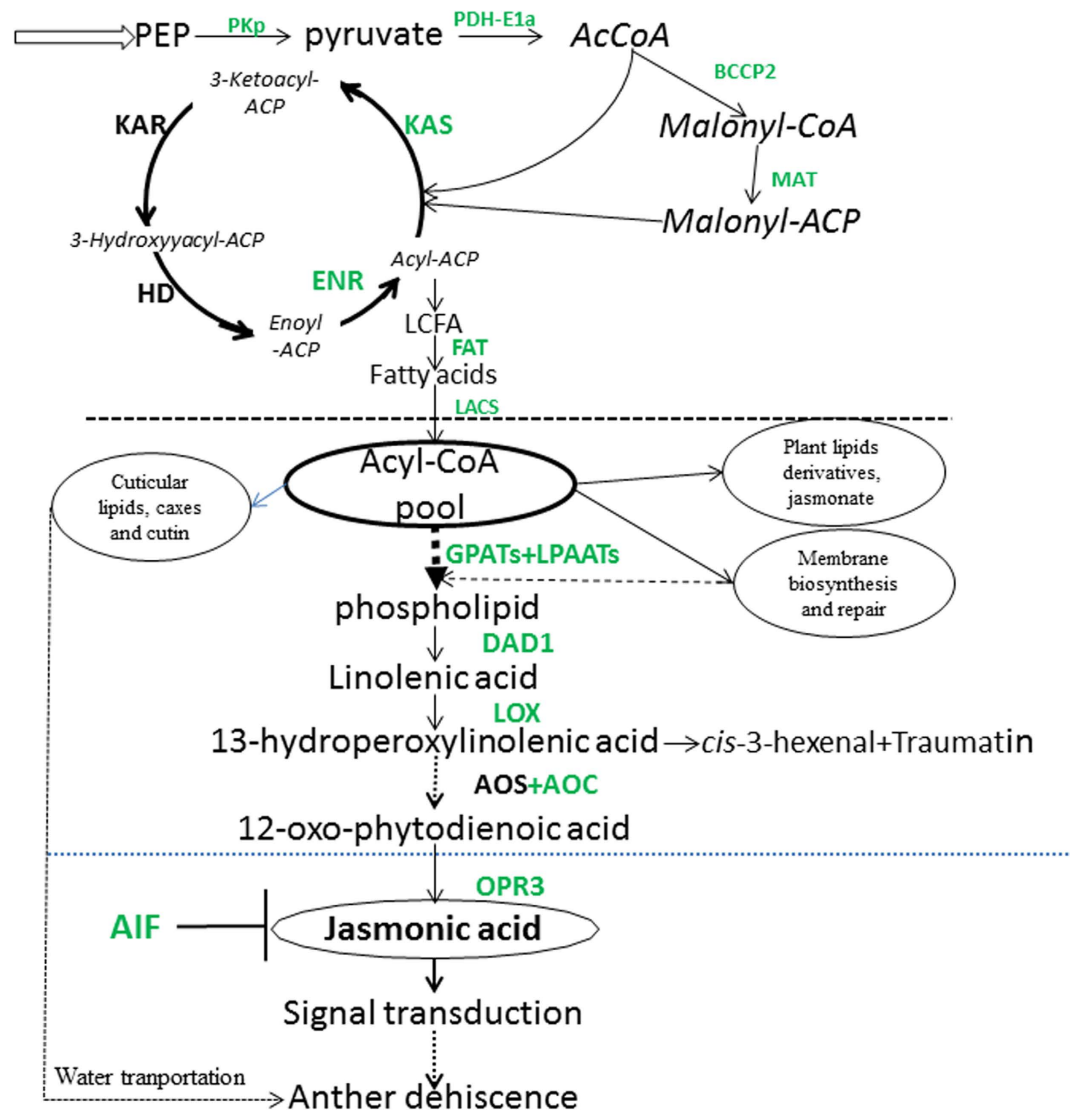 PEP
PKp
pyruvate
PDH-E1a
AcCoA
3-Ketoacyl-
ACP
BCCP2
KAR
KAS
Malonyl-CoA
MAT
Malonyl-ACP
3-Hydroxyyacyl-ACP
Acyl-ACP
HD
ENR
Enoyl
-ACP
LCFA
FAT
Fatty acids
LACS
Acyl-CoA
pool
Cuticular
lipids, caxes
and cutin
Plant lipids
derivatives,
jasmonate
GPATs+LPAATs
Membrane
biosynthesis
and repair
phospholipid
DAD1
Linolenic acid
LOX
13-hydroperoxylinolenic acid
cis-3-hexenal+Traumatin
AOS+AOC
12-oxo-phytodienoic acid
OPR3
AIF
Jasmonic acid
Signal transduction
Water tranportation
Anther dehiscence